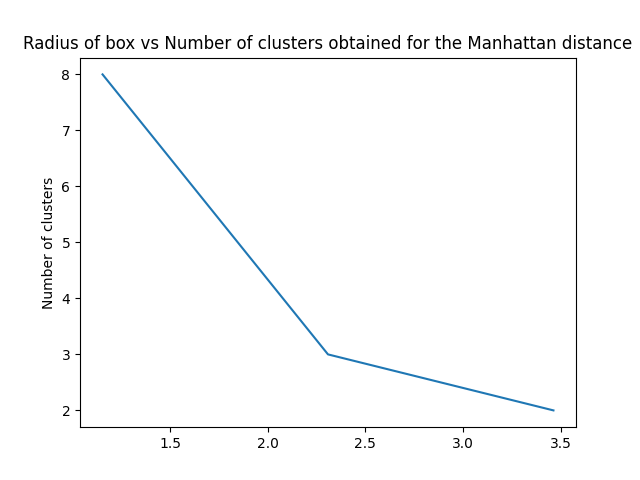 Radius of box vs Number of clusters obtained for the Manhattan distance
8
7
6
5
4
3
2
Number of clusters
1.5 2.0 2.5 3.0 3.5